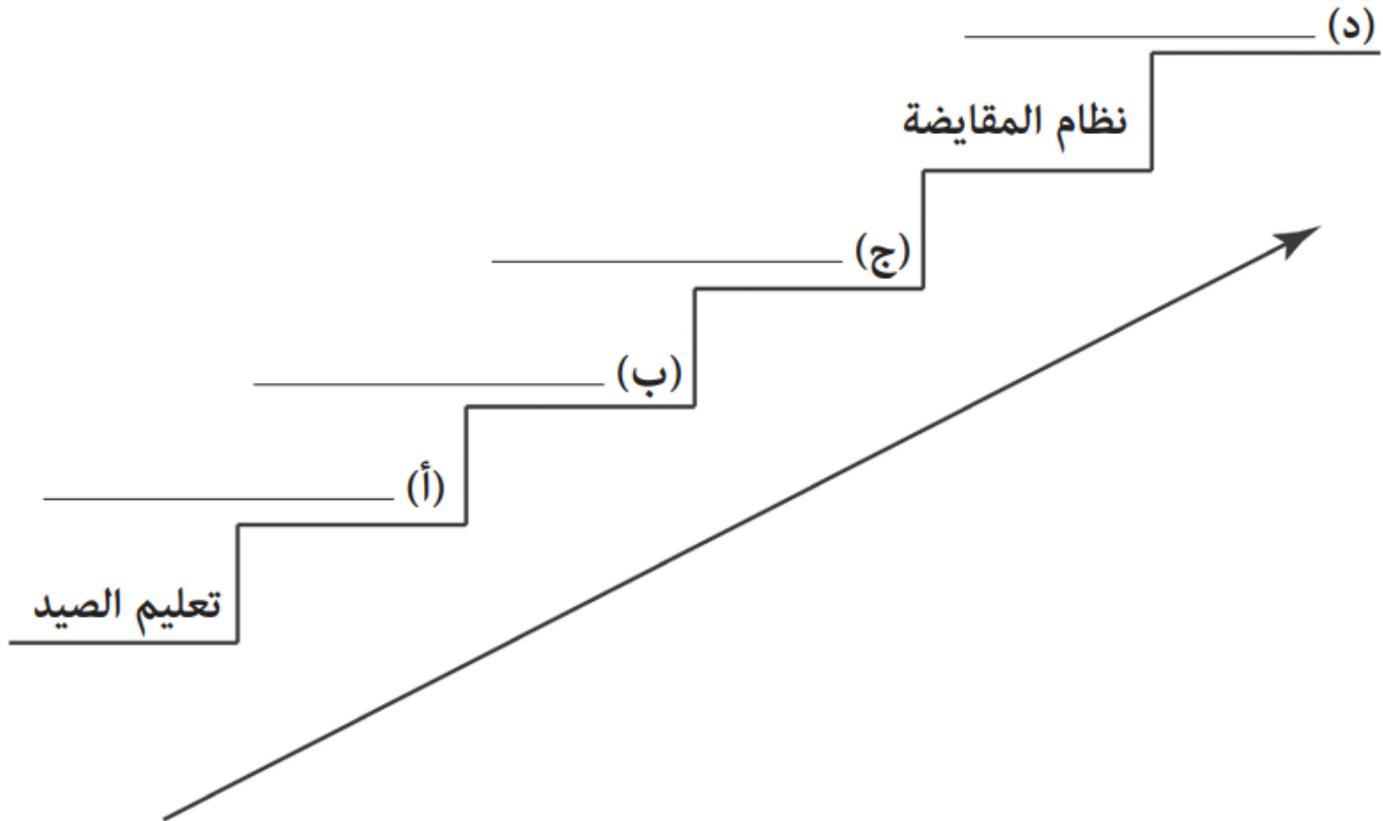 (د)
نظام المقايضة
(ج)
(ب)
(أ)
تعليم الصيد